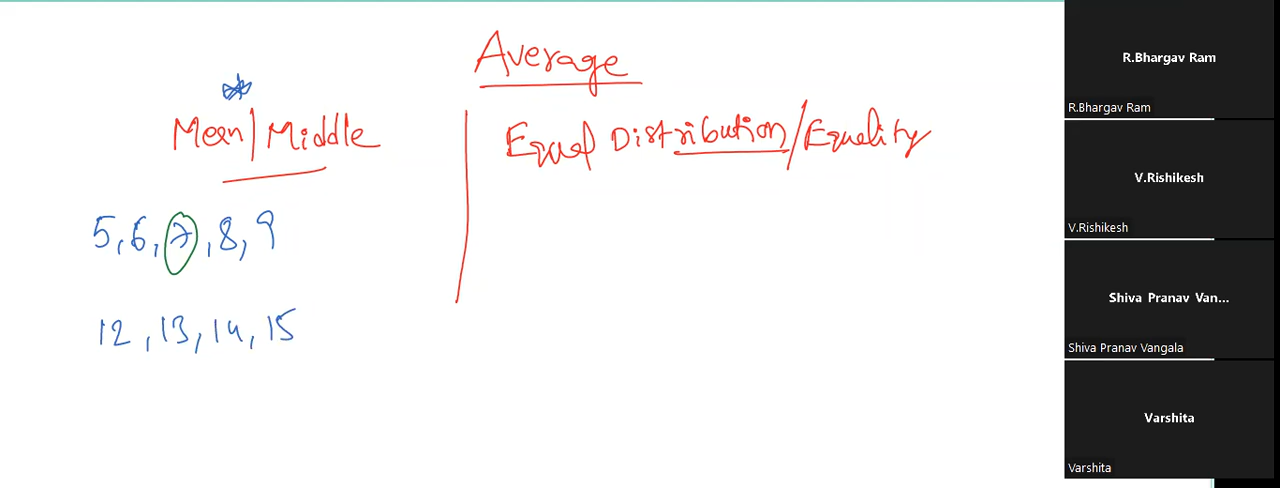 Average
Mean/Middle
Equal Distribution/Equality
5, 6, 7, 8, 9
12, 13, 14, 15
R.Bhargav Ram
R.Bhargav Ram
V.Rishikesh
V.Rishikesh
Shiva Pranav Van...
Shiva Pranav Vangala
Varshita
Varshita